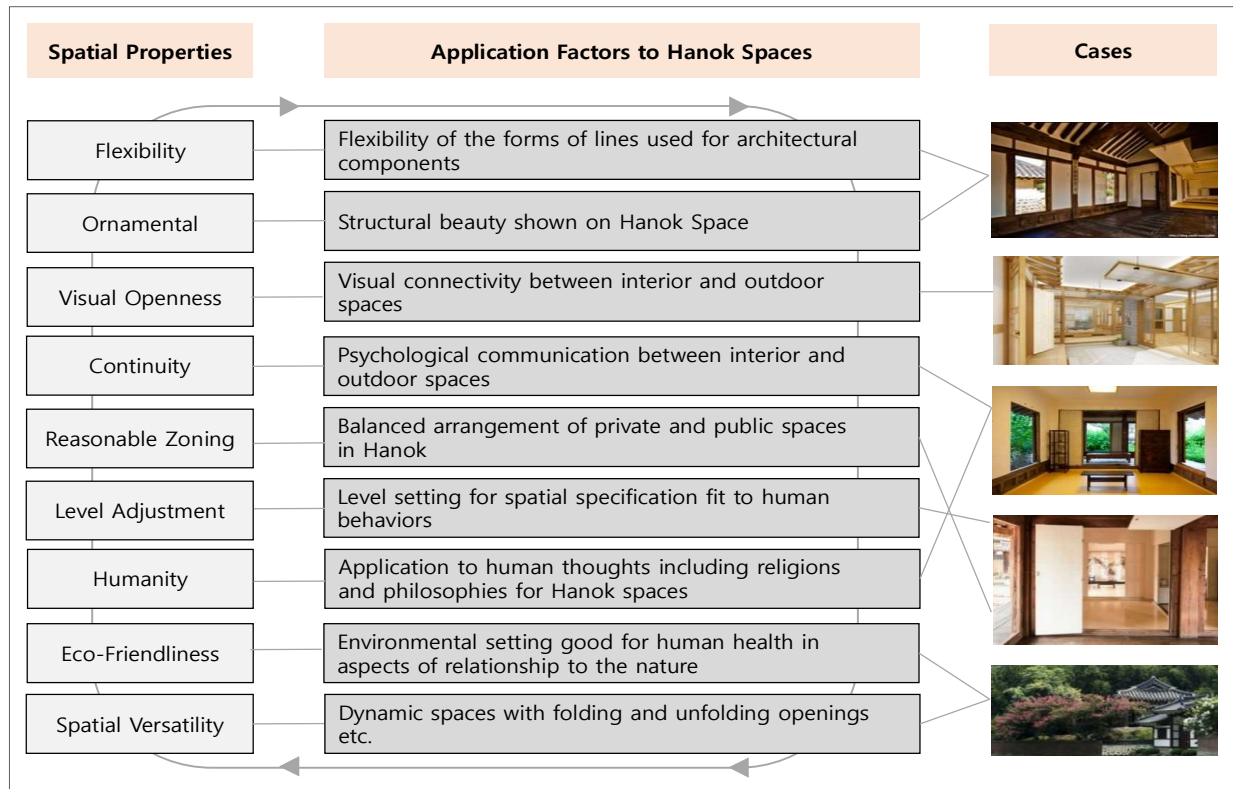 Spatial Properties
Application Factors to Hanok Spaces
Cases
Flexibility
Flexibility of the forms of lines used for architectural
components
Ornamental
Structural beauty shown on Hanok Space
Visual Openness
Visual connectivity between interior and outdoor
spaces
Continuity
Psychological communication between interior and
outdoor spaces
Reasonable Zoning
Balanced arrangement of private and public spaces
in Hanok
Level Adjustment
Level setting for spatial specification fit to human
behaviors
Humanity
Application to human thoughts including religions
and philosophies for Hanok spaces
Eco-Friendliness
Environmental setting good for human health in
aspects of relationship to the nature
Spatial Versatility
Dynamic spaces with folding and unfolding openings
etc.